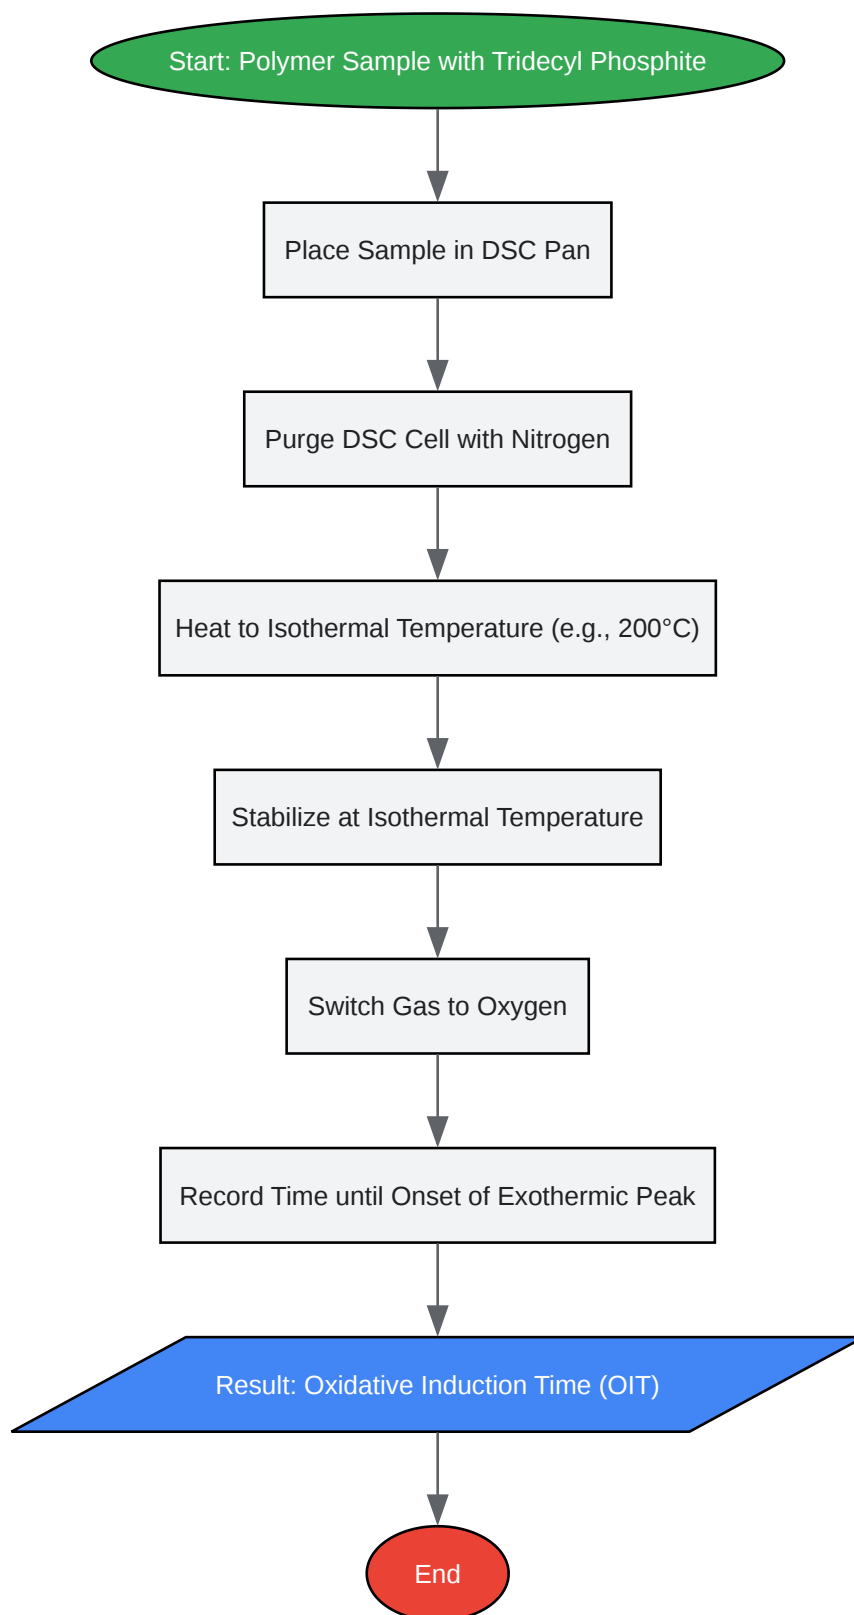 Start: Polymer Sample with Tridecyl Phosphite
Place Sample in DSC Pan
Purge DSC Cell with Nitrogen
Heat to Isothermal Temperature (e.g., 200°C)
Stabilize at Isothermal Temperature
Switch Gas to Oxygen
Record Time until Onset of Exothermic Peak
Result: Oxidative Induction Time (OIT)
End